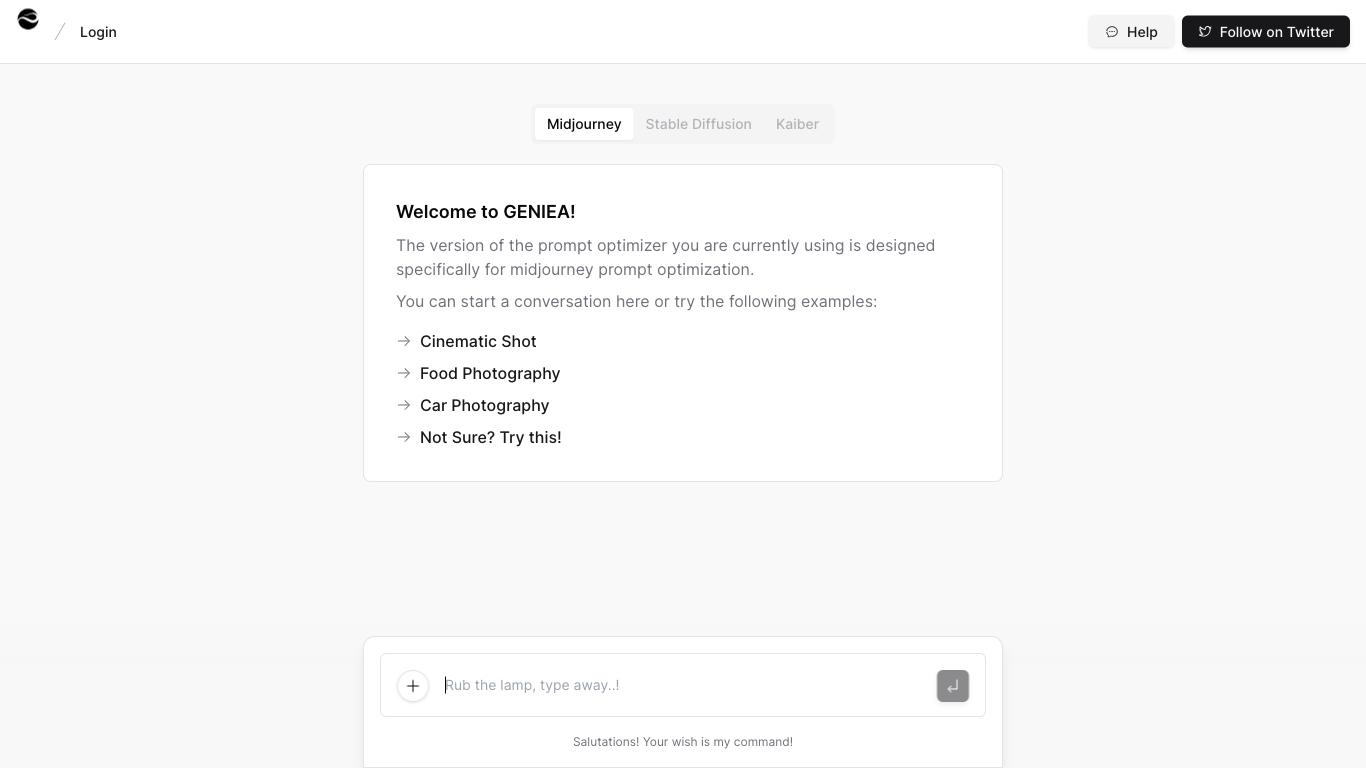 Login
Help
Follow on Twitter
Midjourney
Stable Diffusion
Kaiber
Welcome to GENIEA!
The version of the prompt optimizer you are currently using is designed
specifically for midjourney prompt optimization.
You can start a conversation here or try the following examples:
Cinematic Shot
Food Photography
Car Photography
Not Sure? Try this!
Rub the lamp, type away..!
Salutations! Your wish is my command!